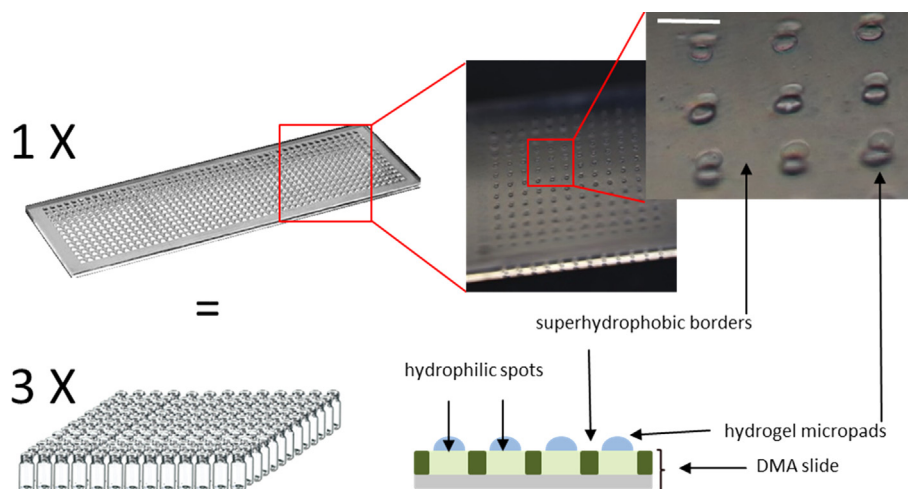 1 X
=
3 X
superhydrophobic borders
hydrophilic spots
hydrogel micropads
DMA slide